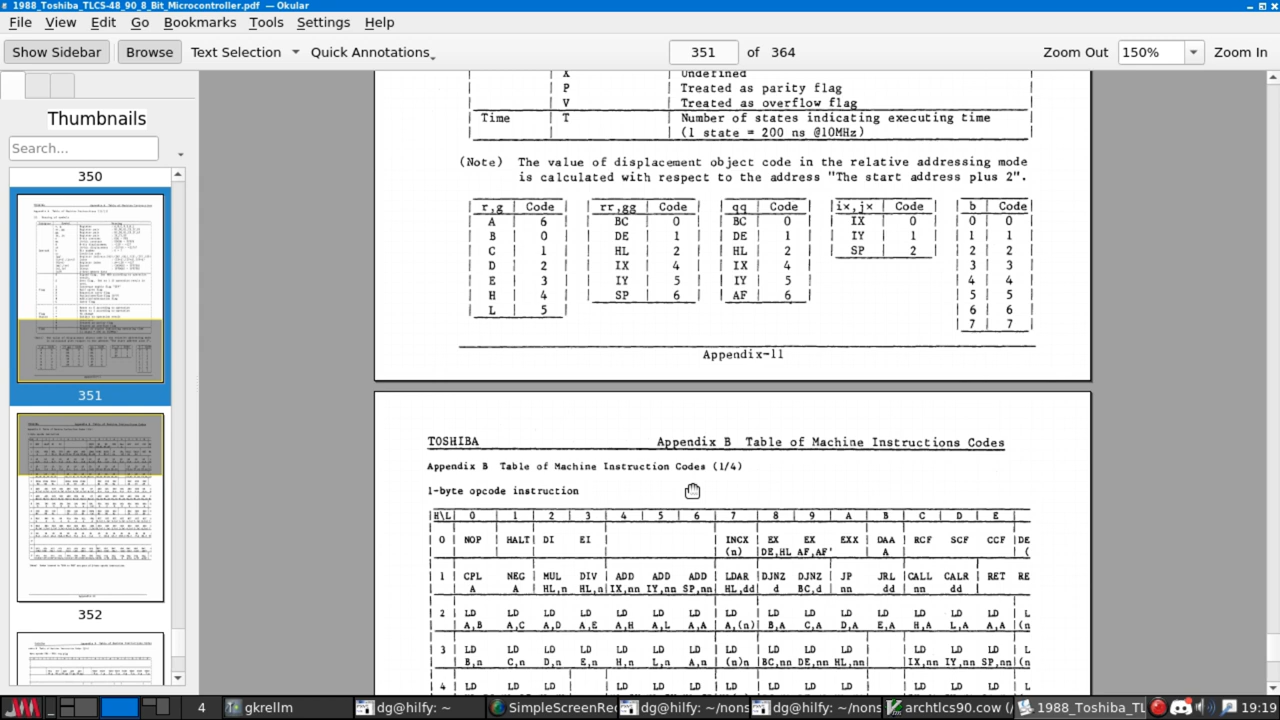 1988_Toshiba_TLCS-48_90_8_Bit_Microcontroller.pdf — Okular
File View Edit Go Bookmarks Tools Settings Help
Show Sidebar Browse Text Selection Quick Annotations 351 of 364 Zoom Out 150% Zoom In
Thumbnails
Search...
350
351
352
X | Undefined
P | Treated as parity flag
V | Treated as overflow flag
Time | T | Number of states indicating executing time
(1 state = 200 ns @10MHz)
(Note) The value of displacement object code in the relative addressing mode
is calculated with respect to the address "The start address plus 2".
r,g | Code
A | 6
B | 0
C | 1
D | 2
E | 3
H | 4
L | 5
rr,gg | Code
BC | 0
DE | 1
HL | 2
IX | 4
IY | 5
SP | 6
qq | Code
BC | 0
DE | 1
HL | 2
IX | 4
IY | 5
AF | 6
ix,jx | Code
IX | 0
IY | 1
SP | 2
b | Code
0 | 0
1 | 1
2 | 2
3 | 3
4 | 4
5 | 5
6 | 6
7 | 7
Appendix-11
TOSHIBA Appendix B Table of Machine Instructions Codes
Appendix B Table of Machine Instruction Codes (1/4)
1-byte opcode instruction
H\L 0 1 2 3 4 5 6 7 8 9 A B C D E
0 NOP HALT DI EI INCX EX EX EXX DAA RCF SCF CCF DE
(n) DE,HL AF,AF' A (
1 CPL NEG MUL DIV ADD ADD ADD LDAR DJNZ DJNZ JP JRL CALL CALR RET RE
A A HL,n HL,n IX,nn IY,nn SP,nn HL,dd d BC,d nn dd nn dd
2 LD LD LD LD LD LD LD LD LD LD LD LD LD LD LD L
A,B A,C A,D A,E A,H A,L A,A A,(n) B,A C,A D,A E,A H,A L,A A,A (n
3 LD LD LD LD LD LD LD LD LD LD LD LD LD LD L
E,n H,n L,n A,n HL,nn IX,nn IY,nn SP,nn (n
4 LD LD LD LD LD LD LD LD LD LD LD LD LD L
4 gkrellm dg@hilfy: ~ SimpleScreenRec dg@hilfy: ~/nons dg@hilfy: ~/nons archtlcs90.cow (/ 1988_Toshiba_TL 19:19